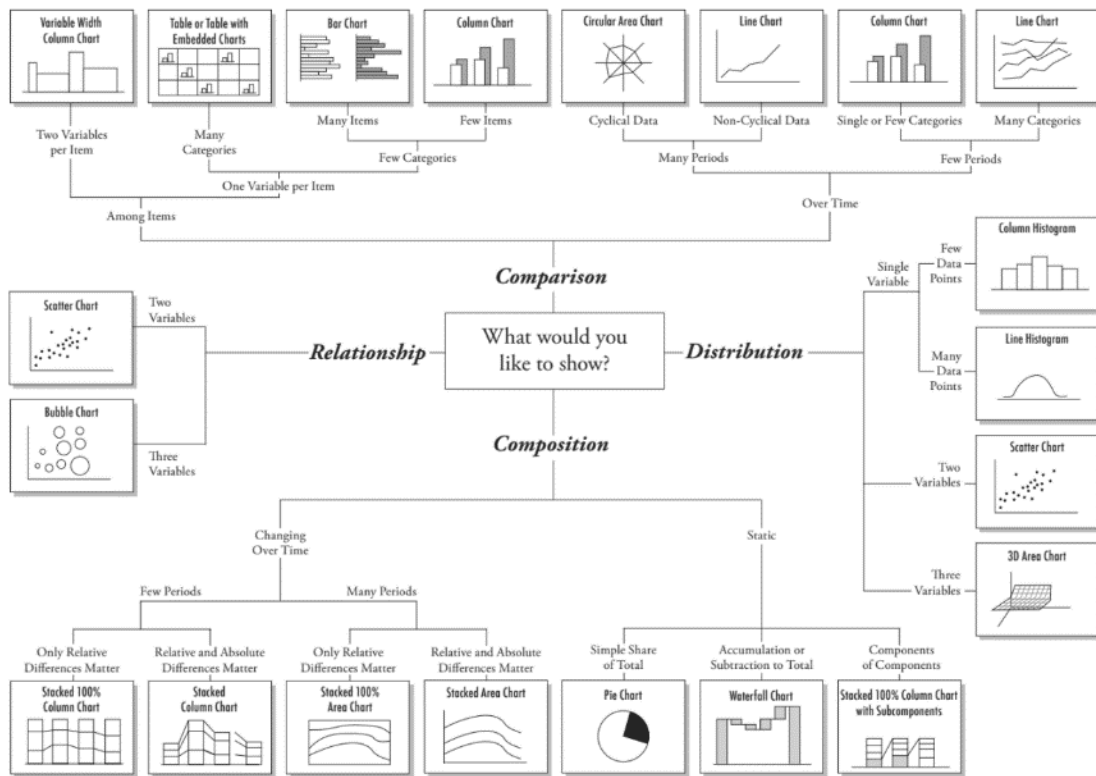 Variable Width
Column Chart
Table or Table with
Embedded Charts
Bar Chart
Column Chart
Circular Area Chart
Line Chart
Column Chart
Line Chart
Two Variables
per Item
Many
Categories
Many Items
Few Items
Cyclical Data
Non-Cyclical Data
Single or Few Categories
Many Categories
Few Categories
Many Periods
Few Periods
One Variable per Item
Among Items
Over Time
Comparison
What would you
like to show?
Relationship
Two
Variables
Scatter Chart
Three
Variables
Bubble Chart
Distribution
Single
Variable
Few
Data
Points
Column Histogram
Many
Data
Points
Line Histogram
Two
Variables
Scatter Chart
Three
Variables
3D Area Chart
Composition
Changing
Over Time
Static
Few Periods
Many Periods
Only Relative
Differences Matter
Relative and Absolute
Differences Matter
Only Relative
Differences Matter
Relative and Absolute
Differences Matter
Simple Share
of Total
Accumulation or
Subtraction to Total
Components
of Components
Stacked 100%
Column Chart
Stacked
Column Chart
Stacked 100%
Area Chart
Stacked Area Chart
Pie Chart
Waterfall Chart
Stacked 100% Column Chart
with Subcomponents